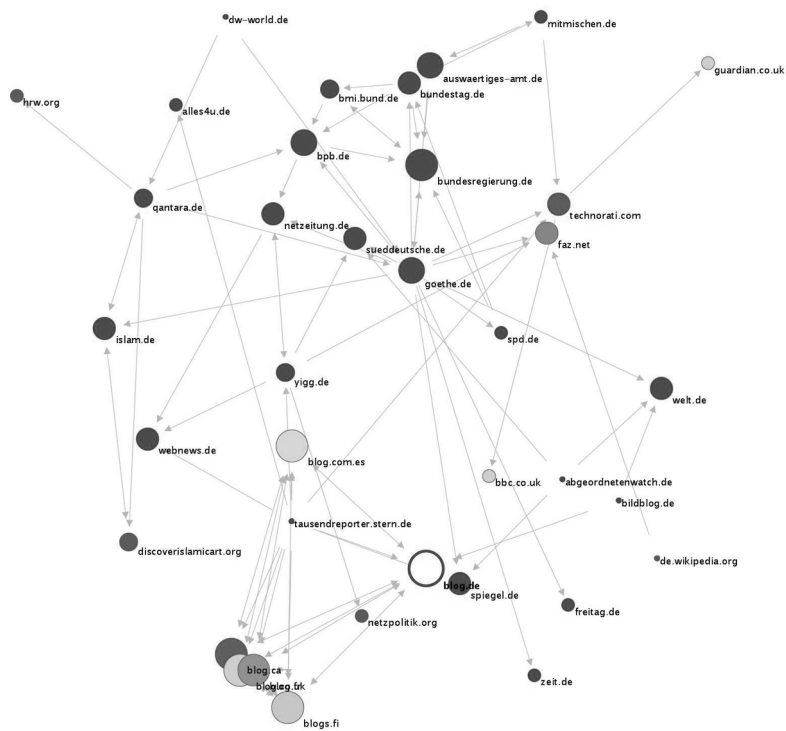 dw-world.de
mitmischen.de
guardian.co.uk
auswaertiges-amt.de
bundestag.de
bmi.bund.de
hrw.org
alles4u.de
bpb.de
bundesregierung.de
qantara.de
technorati.com
netzeitung.de
sueddeutsche.de
faz.net
goethe.de
islam.de
spd.de
yigg.de
welt.de
webnews.de
blog.com.es
bbc.co.uk
abgeordnetenwatch.de
bildblog.de
tausendreporter.stern.de
discoverislamicart.org
de.wikipedia.org
blog.de
spiegel.de
freitag.de
netzpolitik.org
blog.ca
zeit.de
blogs.fi